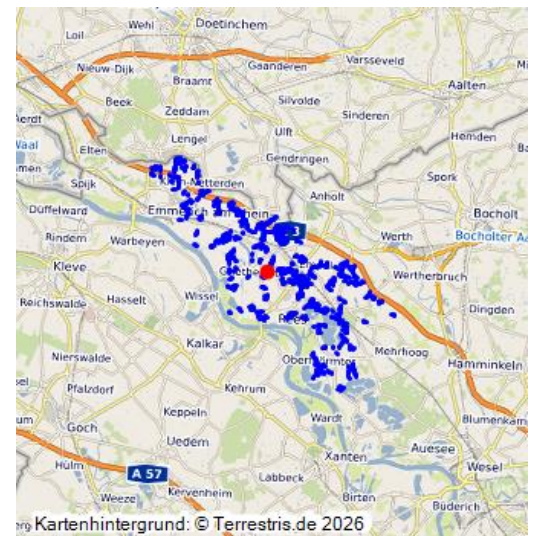 Loil
Wehl
Doetinchem
Nieuw-Dijk
Gaanderen
Varsseveld
Braamt
Aalten
Beek
Silvolde
Zeddam
Sinderen
Lengel
Ulft
Hemden
Waal
Elten
Gendringen
Spijk
Spork
Anholt
Düffelward
Bocholt
Rindern
Warbeyen
Werth
Bocholter Aa
Kleve
Wertherbruch
Hasselt
Wissel
Reichswalde
Dingden
Rees
Kalkar
Mehrhoog
Nierswalde
Hamminkeln
Pfalzdorf
Kehrum
Keppeln
Wardt
Blumenkam
Goch
Uedem
Auesee
Xanten
Hülm
A 57
Wesel
Labbeck
Kervenheim
Weeze
Birten
Büderich
Kartenhintergrund: © Terrestris.de 2026